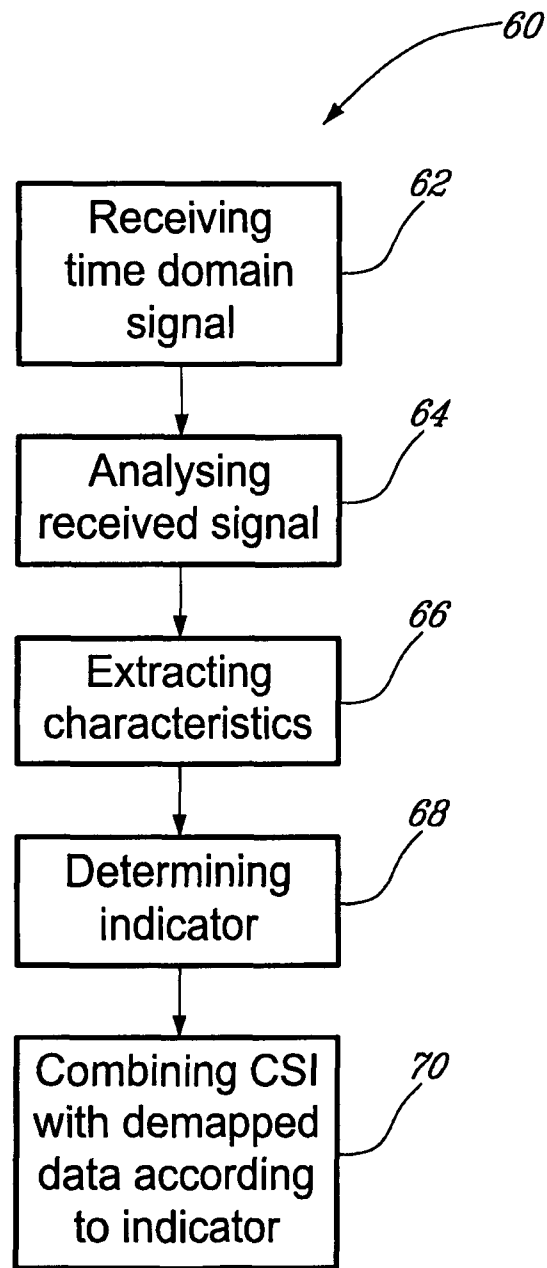 60
62
Receiving
time domain
signal
64
Analysing
received signal
66
Extracting
characteristics
68
Determining
indicator
70
Combining CSI
with demapped
data according
to indicator